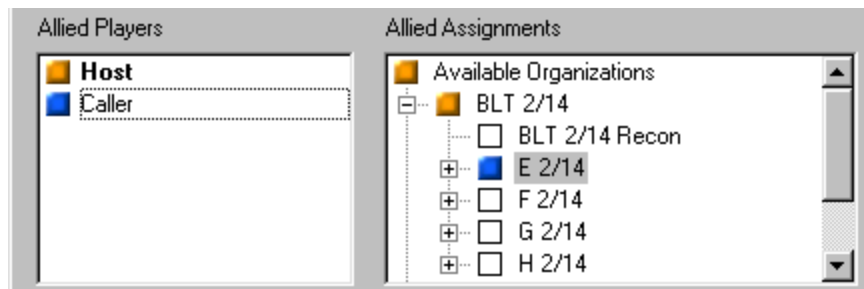 Allied Players
Host
Caller
Allied Assignments
Available Organizations
BLT 2/14
BLT 2/14 Recon
E 2/14
F 2/14
G 2/14
H 2/14